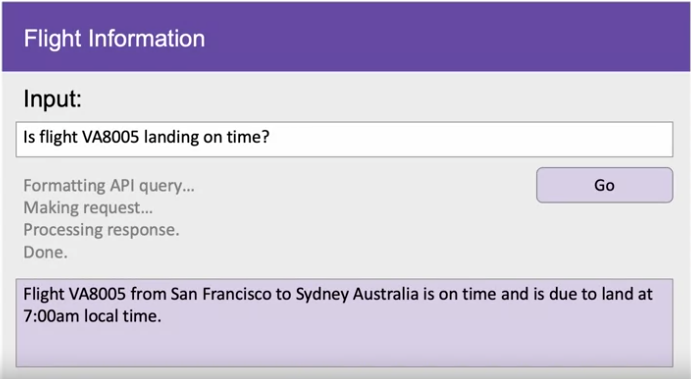 Flight Information
Input:
Is flight VA8005 landing on time?
Formatting API query...
Go
Making request...
Processing response.
Done.
Flight VA8005 from San Francisco to Sydney Australia is on time and is due to land at
7:00am local time.